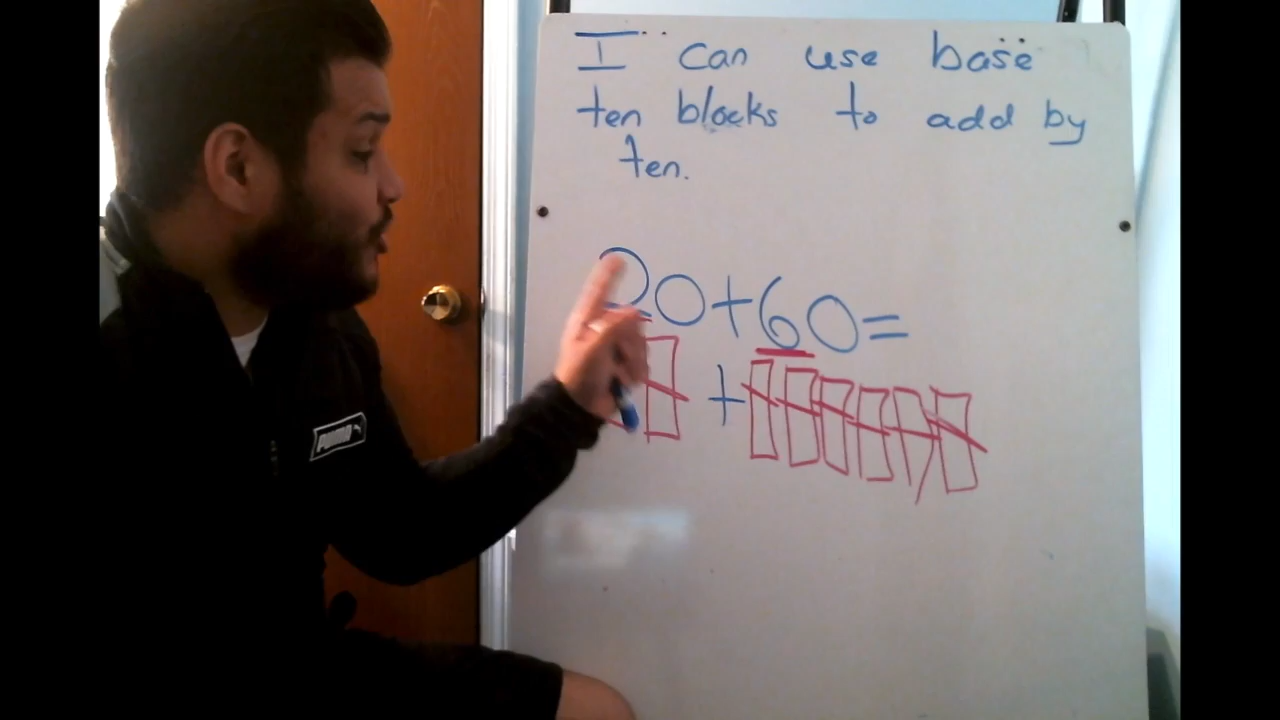 I can use base
ten blocks to add by
ten.
20+60=
+
PUMA